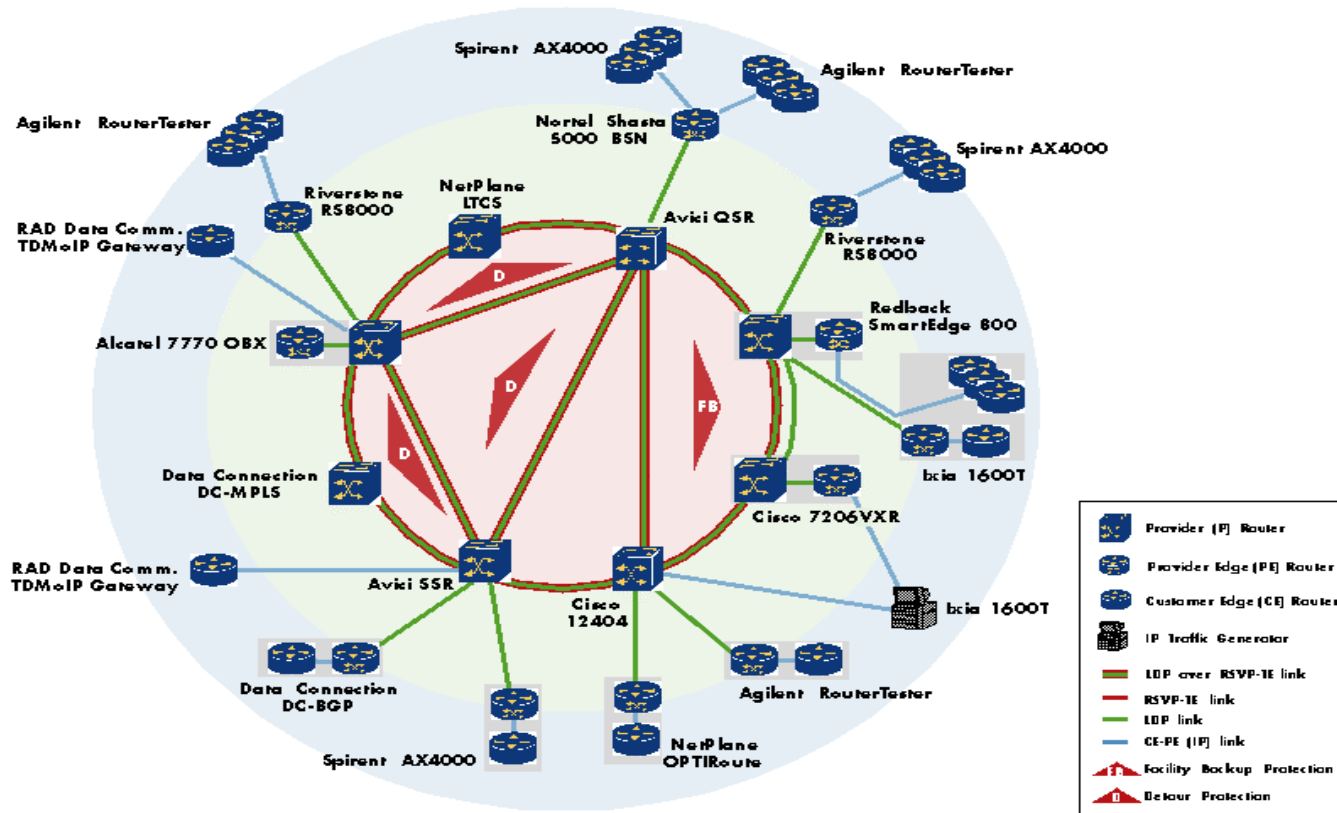 Spirent AX4000
Agilent RouterTester
Nortel Shasta
5000 BSN
Agilent RouterTester
Spirent AX4000
Riverstone
RS8000
NetPlane
LTCS
Avici QSR
RAD Data Comm.
TDMoIP Gateway
Riverstone
RS8000
D
Redback
SmartEdge 800
Alcatel 7770 OBX
D
FB
D
Ixia 1600T
Data Connection
DC-MPLS
Cisco 7206VXR
RAD Data Comm.
TDMoIP Gateway
Avici SSR
Cisco
12404
Ixia 1600T
Data Connection
DC-BGP
Agilent RouterTester
Spirent AX4000
NetPlane
OPTIRoute
Provider (P) Router
Provider Edge (PE) Router
Customer Edge (CE) Router
IP Traffic Generator
LDP over RSVP-TE link
RSVP-TE link
LDP link
CE-PE (IP) link
FB Facility Backup Protection
D Detour Protection